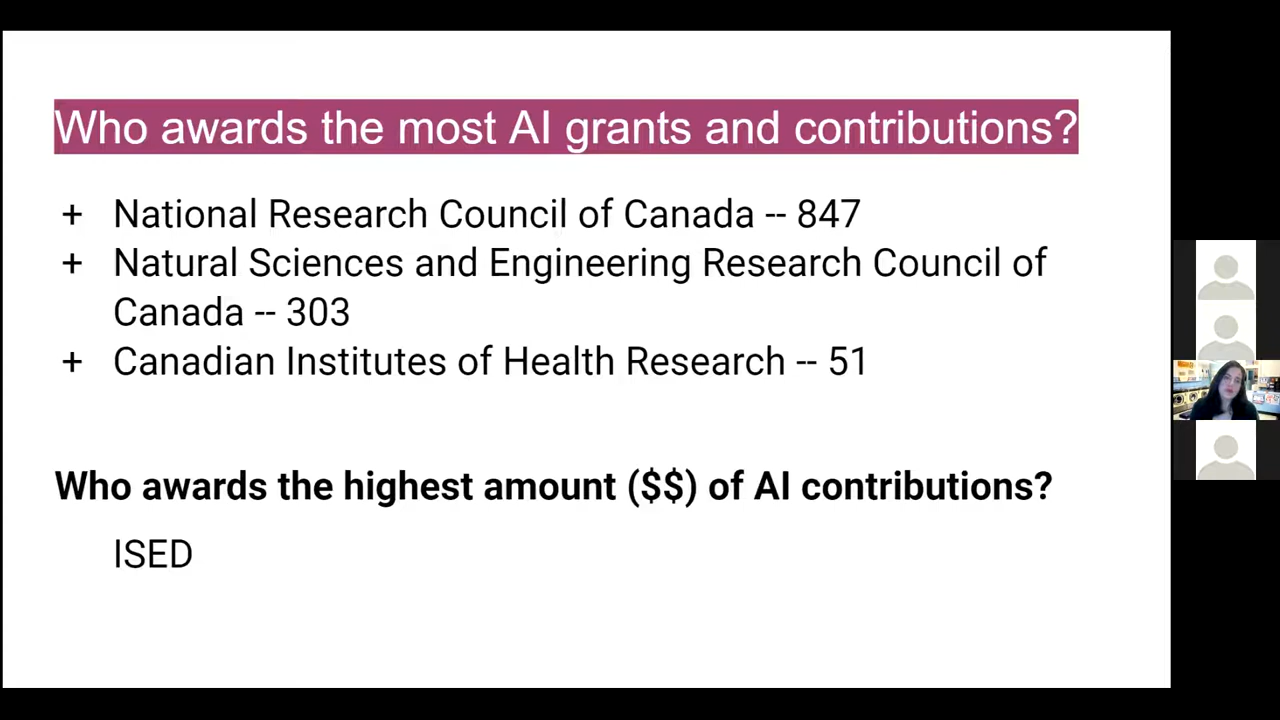 Who awards the most AI grants and contributions?
+ National Research Council of Canada -- 847
+ Natural Sciences and Engineering Research Council of
Canada -- 303
+ Canadian Institutes of Health Research -- 51
Who awards the highest amount ($$) of AI contributions?
ISED